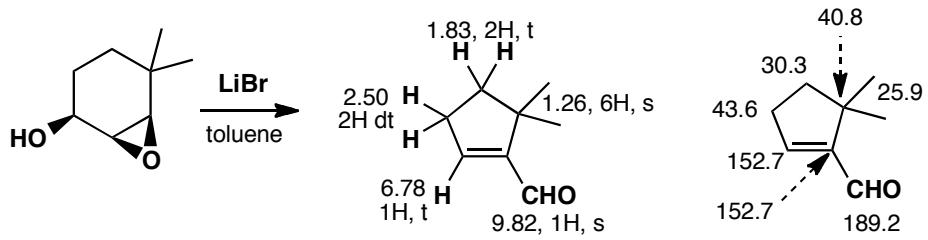 HO
O
LiBr
toluene
1.83, 2H, t
H H
2.50 H
2H dt H
1.26, 6H, s
6.78 H
1H, t
CHO
9.82, 1H, s
40.8
30.3
25.9
43.6
152.7
152.7
CHO
189.2